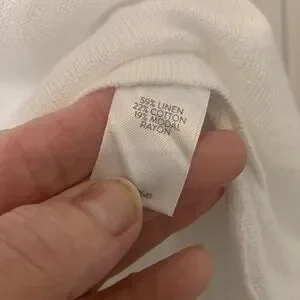 59% LINEN
22% COTTON
19% MODAL
RAYON